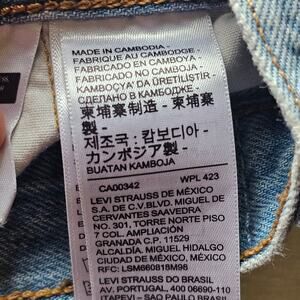 MADE IN CAMBODIA -
FABRIQUE AU CAMBODGE -
FABRICADO EN CAMBOYA -
FABRICADO NO CAMBOJA -
KAMBOÇYA' DA ÜRETİLİŞTİR -
СДЕЛАНО В КАМБОДЖЕ -
柬埔寨制造 - 柬埔寨
製 -
제조국: 캄보디아 -
カンボジア製 -
BUATAN KAMBOJA
CA00342 WPL 423
LEVI STRAUSS DE MÉXICO
S.A. DE C.V.BLVD. MIGUEL DE
CERVANTES SAAVEDRA
NO. 301, TORRE NORTE PISO
7 COL. AMPLIACIÓN
GRANADA C.P. 11529
ALCALDÍA, MIGUEL HIDALGO
CIUDAD DE MÉXICO MÉXICO
RFC: LSM660818M98
LEVI STRAUSS DO BRASIL
AV. PORTUGAL, 400 06690-110
ITAPEVI - SÃO PAULO BRASIL